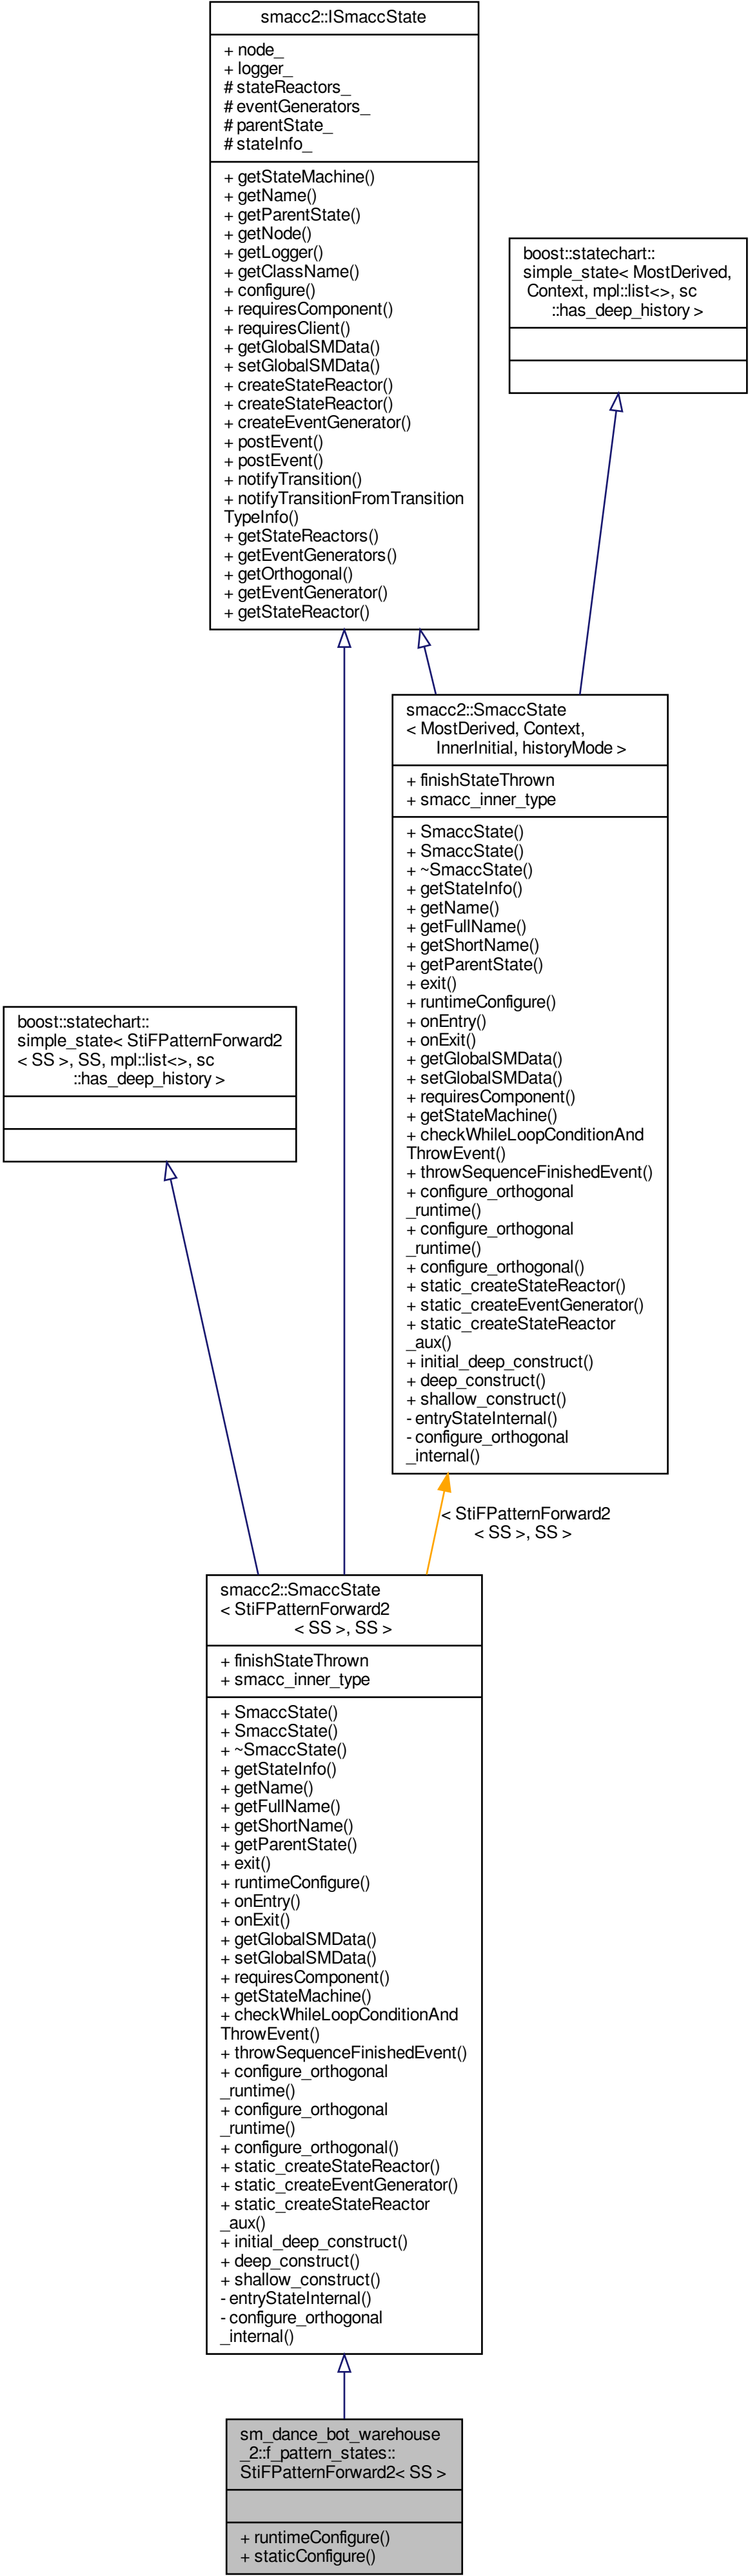 smacc2::ISmaccState
+ node_
+ logger_
# stateReactors_
# eventGenerators_
# parentState_
# stateInfo_
+ getStateMachine()
+ getName()
+ getParentState()
+ getNode()
+ getLogger()
+ getClassName()
+ configure()
+ requiresComponent()
+ requiresClient()
+ getGlobalSMData()
+ setGlobalSMData()
+ createStateReactor()
+ createStateReactor()
+ createEventGenerator()
+ postEvent()
+ postEvent()
+ notifyTransition()
+ notifyTransitionFromTransition
TypeInfo()
+ getStateReactors()
+ getEventGenerators()
+ getOrthogonal()
+ getEventGenerator()
+ getStateReactor()
boost::statechart::
simple_state< MostDerived,
Context, mpl::list<>, sc
::has_deep_history >
smacc2::SmaccState
< MostDerived, Context,
InnerInitial, historyMode >
+ finishStateThrown
+ smacc_inner_type
+ SmaccState()
+ SmaccState()
+ ~SmaccState()
+ getStateInfo()
+ getName()
+ getFullName()
+ getShortName()
+ getParentState()
+ exit()
+ runtimeConfigure()
+ onEntry()
+ onExit()
+ getGlobalSMData()
+ setGlobalSMData()
+ requiresComponent()
+ getStateMachine()
+ checkWhileLoopConditionAnd
ThrowEvent()
+ throwSequenceFinishedEvent()
+ configure_orthogonal
_runtime()
+ configure_orthogonal
_runtime()
+ configure_orthogonal()
+ static_createStateReactor()
+ static_createEventGenerator()
+ static_createStateReactor
_aux()
+ initial_deep_construct()
+ deep_construct()
+ shallow_construct()
- entryStateInternal()
- configure_orthogonal
_internal()
boost::statechart::
simple_state< StiFPatternForward2
< SS >, SS, mpl::list<>, sc
::has_deep_history >
< StiFPatternForward2
< SS >, SS >
smacc2::SmaccState
< StiFPatternForward2
< SS >, SS >
+ finishStateThrown
+ smacc_inner_type
+ SmaccState()
+ SmaccState()
+ ~SmaccState()
+ getStateInfo()
+ getName()
+ getFullName()
+ getShortName()
+ getParentState()
+ exit()
+ runtimeConfigure()
+ onEntry()
+ onExit()
+ getGlobalSMData()
+ setGlobalSMData()
+ requiresComponent()
+ getStateMachine()
+ checkWhileLoopConditionAnd
ThrowEvent()
+ throwSequenceFinishedEvent()
+ configure_orthogonal
_runtime()
+ configure_orthogonal
_runtime()
+ configure_orthogonal()
+ static_createStateReactor()
+ static_createEventGenerator()
+ static_createStateReactor
_aux()
+ initial_deep_construct()
+ deep_construct()
+ shallow_construct()
- entryStateInternal()
- configure_orthogonal
_internal()
sm_dance_bot_warehouse
_2::f_pattern_states::
StiFPatternForward2< SS >
+ runtimeConfigure()
+ staticConfigure()